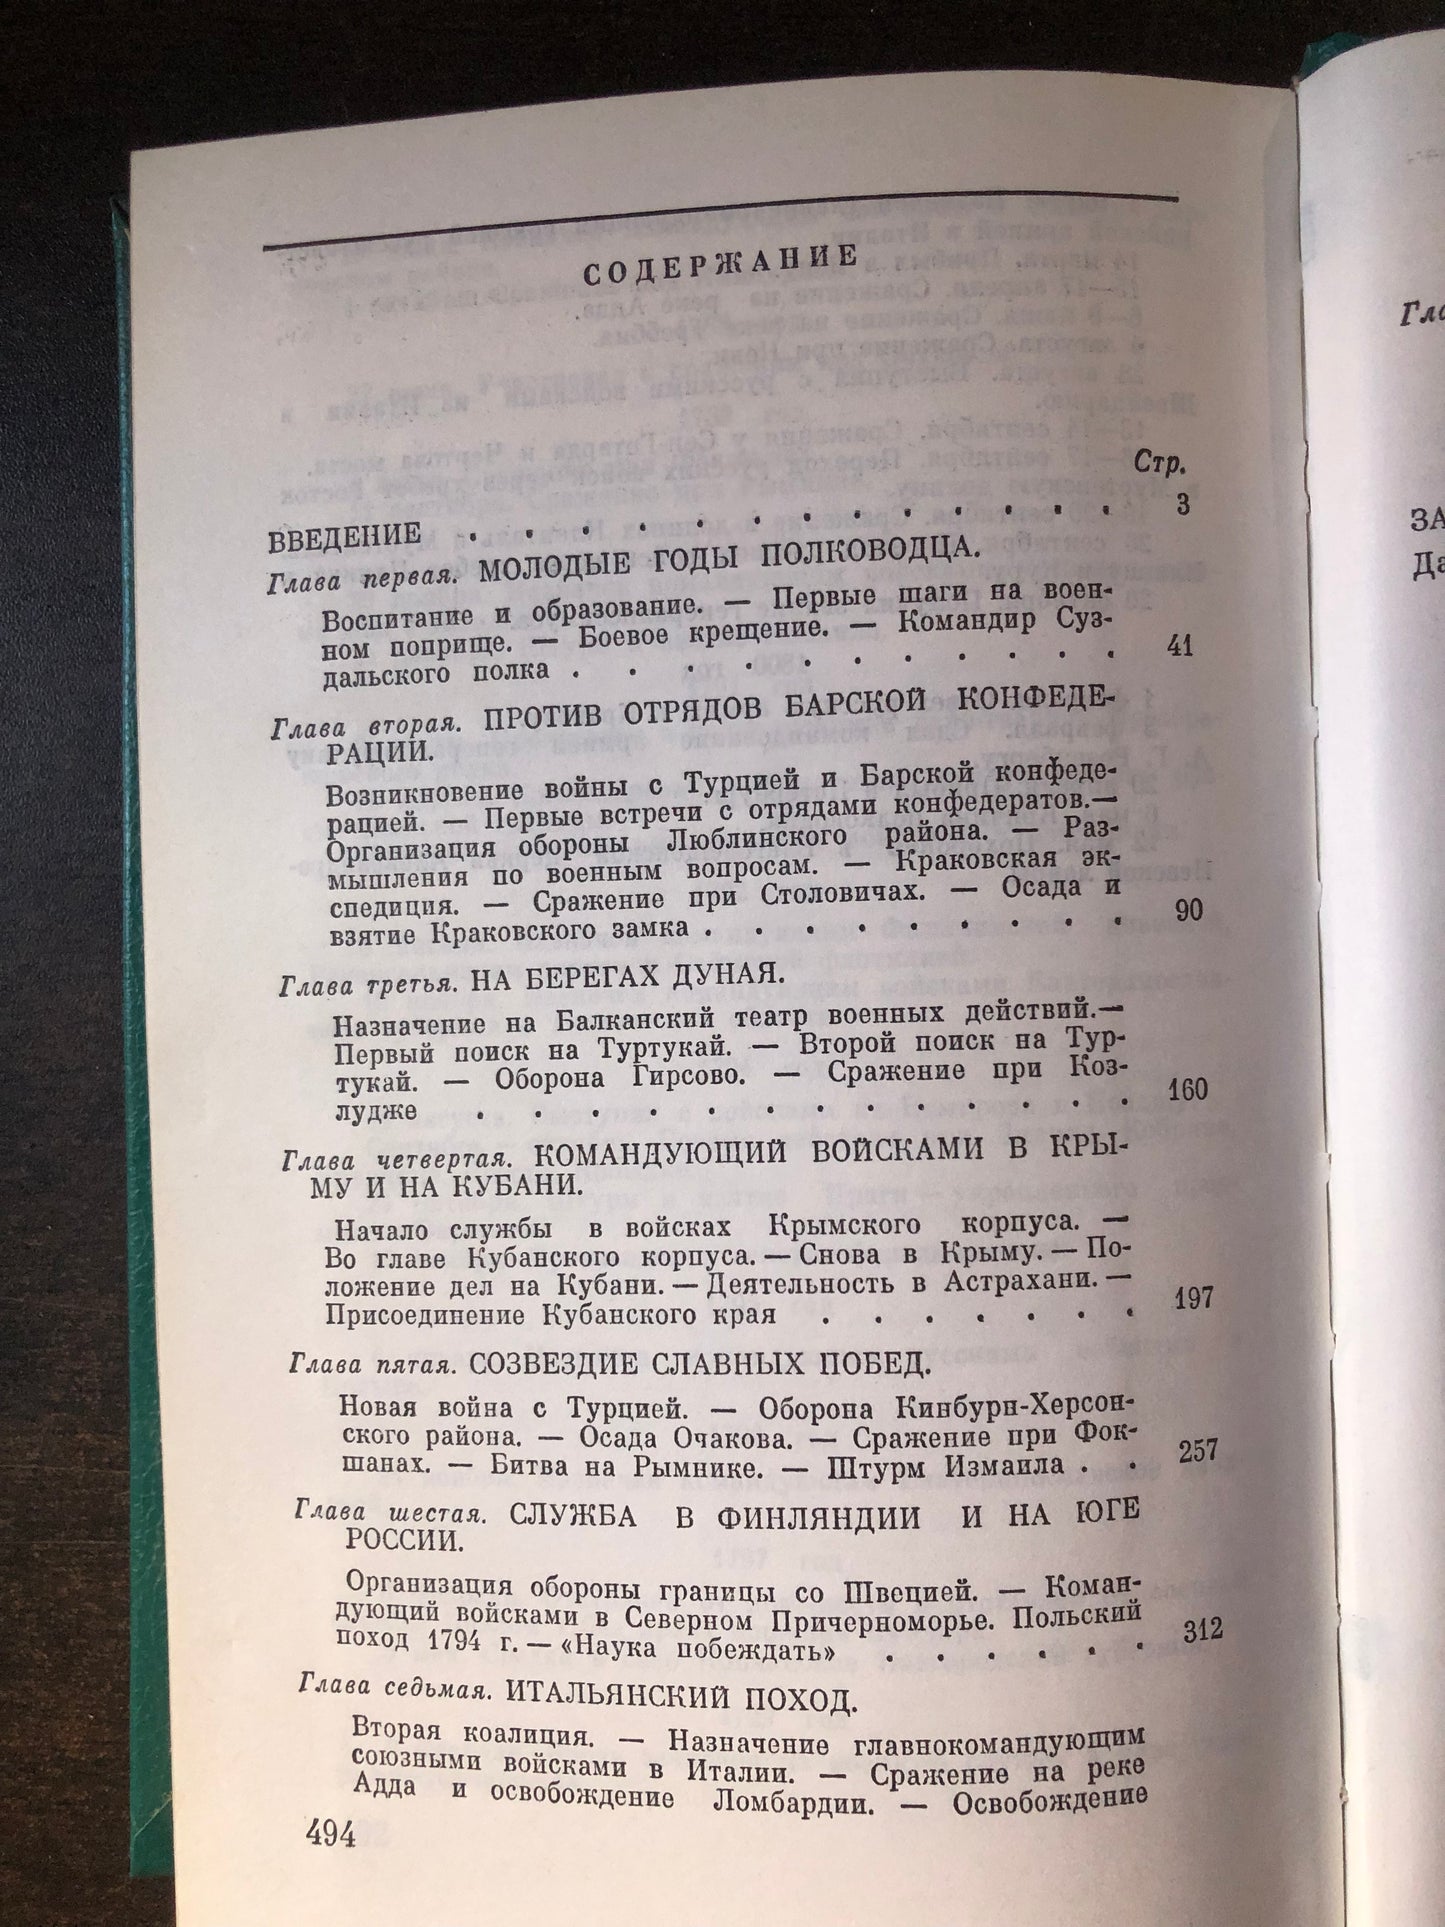 СОДЕРЖАНИЕ
Стр.
ВВЕДЕНИЕ . . . . . . . . . . . . 3
Глава первая. МОЛОДЫЕ ГОДЫ ПОЛКОВОДЦА.
Воспитание и образование. — Первые шаги на воен-
ном поприще. — Боевое крещение. — Командир Суз-
дальского полка . . . . . . . . . . 41
Глава вторая. ПРОТИВ ОТРЯДОВ БАРСКОЙ КОНФЕДЕ-
РАЦИИ.
Возникновение войны с Турцией и Барской конфеде-
рацией. — Первые встречи с отрядами конфедератов.—
Организация обороны Люблинского района. — Раз-
мышления по военным вопросам. — Краковская эк-
спедиция. — Сражение при Столовичах. — Осада и
взятие Краковского замка . . . . . . . . . 90
Глава третья. НА БЕРЕГАХ ДУНАЯ.
Назначение на Балканский театр военных действий.—
Первый поиск на Туртукай. — Второй поиск на Тур-
тукай. — Оборона Гирсово. — Сражение при Коз-
лудже . . . . . . . . . . . . . 160
Глава четвертая. КОМАНДУЮЩИЙ ВОЙСКАМИ В КРЫ-
МУ И НА КУБАНИ.
Начало службы в войсках Крымского корпуса. —
Во главе Кубанского корпуса. — Снова в Крыму. — По-
ложение дел на Кубани. — Деятельность в Астрахани. —
Присоединение Кубанского края . . . . . . . 197
Глава пятая. СОЗВЕЗДИЕ СЛАВНЫХ ПОБЕД.
Новая война с Турцией. — Оборона Кинбурн-Херсон-
ского района. — Осада Очакова. — Сражение при Фок-
шанах. — Битва на Рымнике. — Штурм Измаила . . 257
Глава шестая. СЛУЖБА В ФИНЛЯНДИИ И НА ЮГЕ
РОССИИ.
Организация обороны границы со Швецией. — Коман-
дующий войсками в Северном Причерноморье. Польский
поход 1794 г. — «Наука побеждать» . . . . . . 312
Глава седьмая. ИТАЛЬЯНСКИЙ ПОХОД.
Вторая коалиция. — Назначение главнокомандующим
союзными войсками в Италии. — Сражение на реке
Адда и освобождение Ломбардии. — Освобождение
494
Гла
ЗА
Да